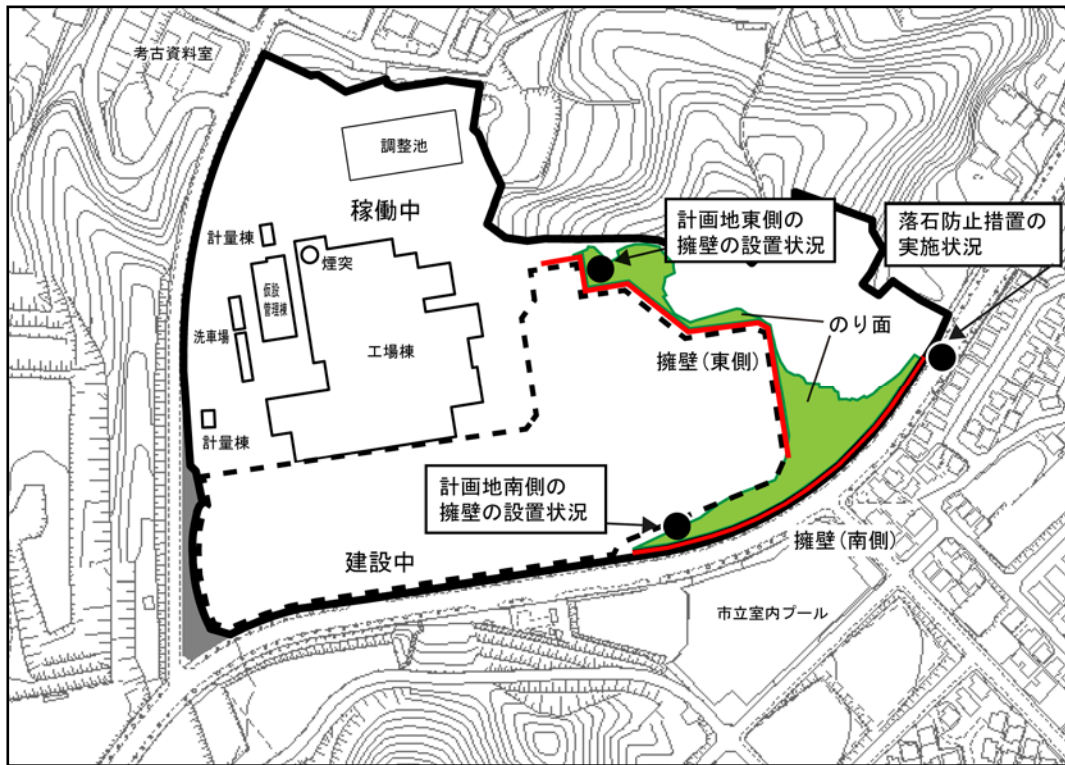 考古資料室
調整池
稼働中
計量棟
煙突
仮設
管理棟
洗車場
工場棟
計量棟
計画地東側の
擁壁の設置状況
落石防止措置の
実施状況
のり面
擁壁(東側)
計画地南側の
擁壁の設置状況
擁壁(南側)
建設中
市立室内プール